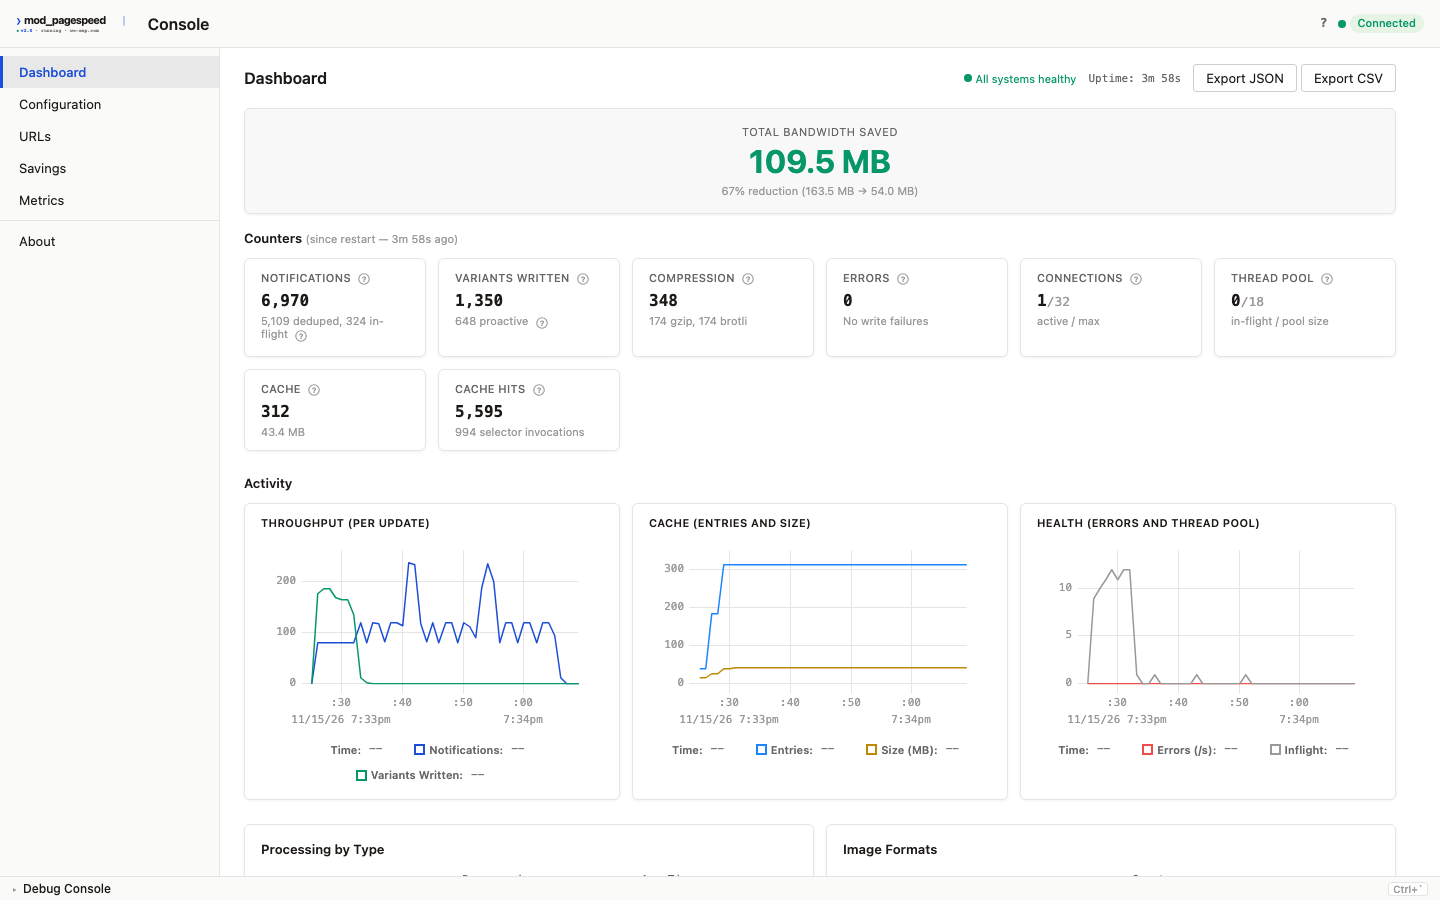 ❯ mod_pagespeed
v2.0 · running · we-amp.com
Console
? Connected
Dashboard
Configuration
URLs
Savings
Metrics
About
Dashboard
All systems healthy Uptime: 3m 58s Export JSON Export CSV
TOTAL BANDWIDTH SAVED
109.5 MB
67% reduction (163.5 MB → 54.0 MB)
Counters (since restart — 3m 58s ago)
NOTIFICATIONS ?
6,970
5,109 deduped, 324 in-
flight ?
VARIANTS WRITTEN ?
1,350
648 proactive ?
COMPRESSION ?
348
174 gzip, 174 brotli
ERRORS ?
0
No write failures
CONNECTIONS ?
1/32
active / max
THREAD POOL ?
0/18
in-flight / pool size
CACHE ?
312
43.4 MB
CACHE HITS ?
5,595
994 selector invocations
Activity
THROUGHPUT (PER UPDATE)
200
100
0
:30 :40 :50 :00
11/15/26 7:33pm 7:34pm
Time: -- Notifications: --
Variants Written: --
CACHE (ENTRIES AND SIZE)
300
200
100
0
:30 :40 :50 :00
11/15/26 7:33pm 7:34pm
Time: -- Entries: -- Size (MB): --
HEALTH (ERRORS AND THREAD POOL)
10
5
0
:30 :40 :50 :00
11/15/26 7:33pm 7:34pm
Time: -- Errors (/s): -- Inflight: --
Processing by Type
Image Formats
Debug Console
Ctrl+`